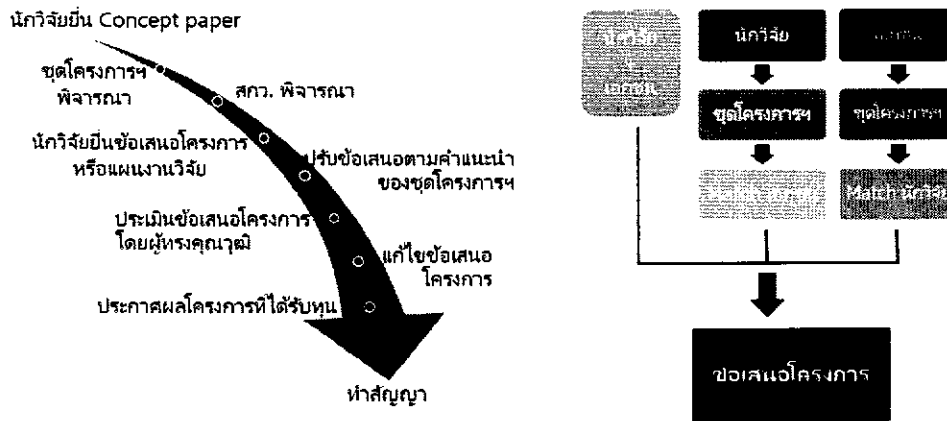 นักวิจัยยื่น Concept paper
ชุดโครงการฯ
พิจารณา
สกว. พิจารณา
นักวิจัยยื่นข้อเสนอโครงการ
หรือแผนงานวิจัย
ปรับข้อเสนอตามคำแนะนำ
ของชุดโครงการฯ
ประเมินข้อเสนอโครงการ
โดยผู้ทรงคุณวุฒิ
แก้ไขข้อเสนอ
โครงการ
ประกาศผลโครงการที่ได้รับทุน
ทำสัญญา
นักวิจัย
นักวิจัย
ชุดโครงการฯ
ชุดโครงการฯ
ข้อเสนอโครงการ